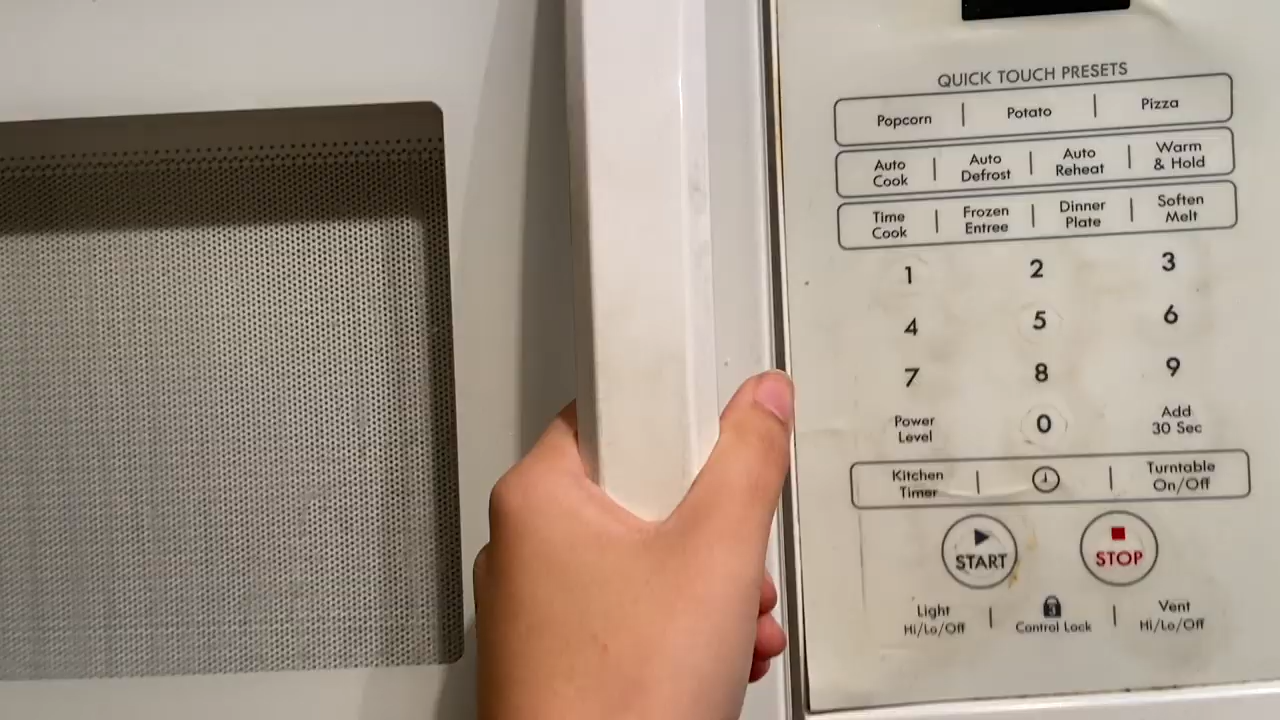 QUICK TOUCH PRESETS
Popcorn | Potato | Pizza
Auto Cook | Auto Defrost | Auto Reheat | Warm & Hold
Time Cook | Frozen Entree | Dinner Plate | Soften Melt
1 2 3
4 5 6
7 8 9
Power Level 0 Add 30 Sec
Kitchen Timer | Turntable On/Off
START STOP
Light Hi/Lo/Off | Control Lock | Vent Hi/Lo/Off